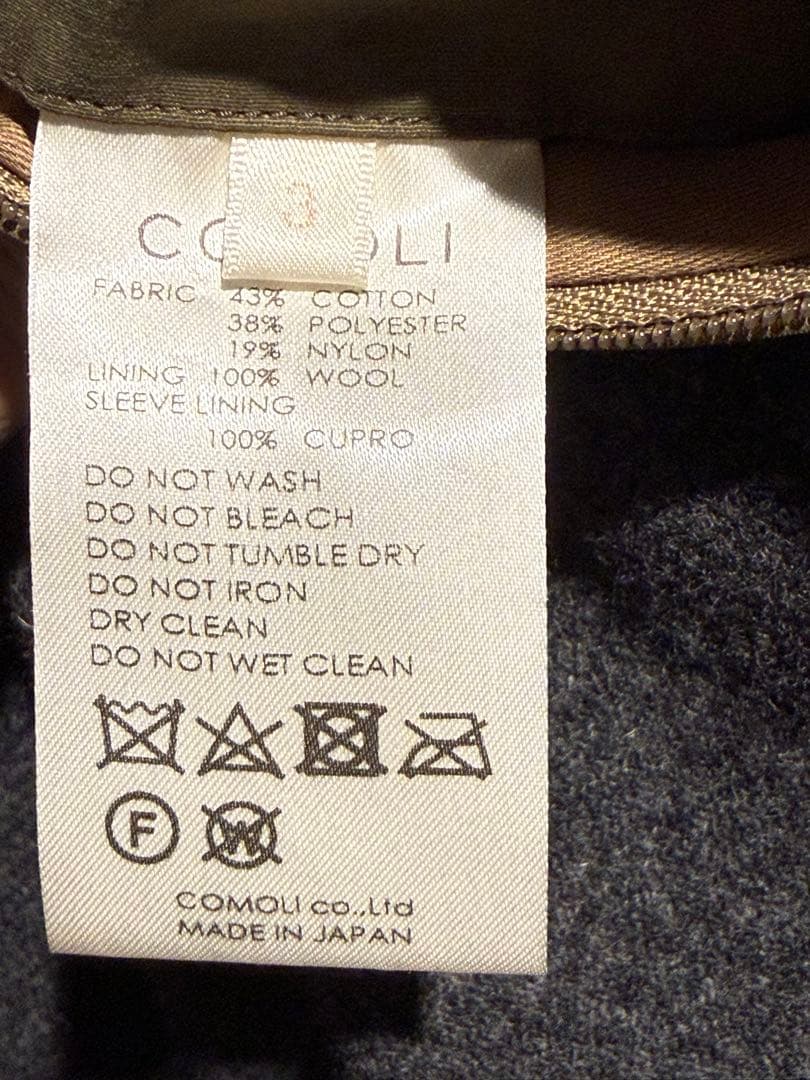 3
COMOLI
FABRIC 43% COTTON
38% POLYESTER
19% NYLON
LINING 100% WOOL
SLEEVE LINING
100% CUPRO
DO NOT WASH
DO NOT BLEACH
DO NOT TUMBLE DRY
DO NOT IRON
DRY CLEAN
DO NOT WET CLEAN
F W
COMOLI co.,Ltd
MADE IN JAPAN